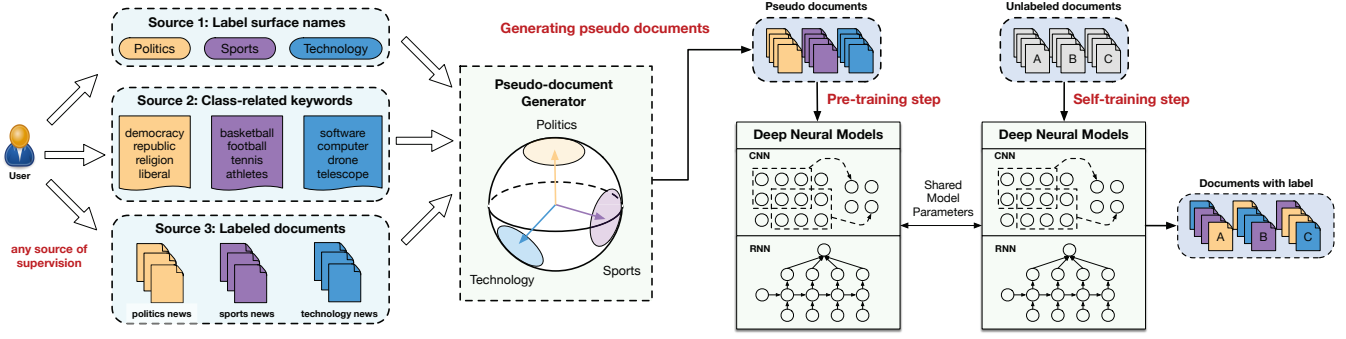 User
any source of
supervision
Source 1: Label surface names
Politics
Sports
Technology
Source 2: Class-related keywords
democracy
republic
religion
liberal
basketball
football
tennis
athletes
software
computer
drone
telescope
Source 3: Labeled documents
politics news
sports news
technology news
Generating pseudo documents
Pseudo-document
Generator
Politics
Technology
Sports
Pseudo documents
Pre-training step
Deep Neural Models
CNN
RNN
Shared
Model
Parameters
Unlabeled documents
A
B
C
Self-training step
Deep Neural Models
CNN
RNN
Documents with label
A
B
C